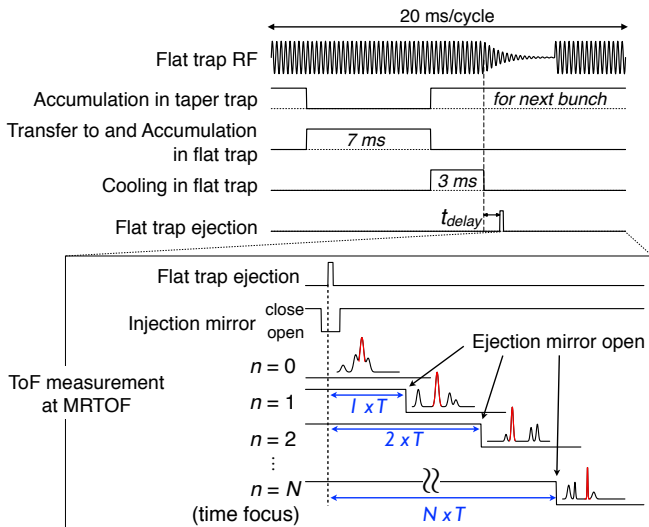 20 ms/cycle
Flat trap RF
Accumulation in taper trap
for next bunch
Transfer to and Accumulation
in flat trap
7 ms
Cooling in flat trap
3 ms
Flat trap ejection
t_delay
Flat trap ejection
Injection mirror
close
open
Ejection mirror open
ToF measurement
at MRTOF
n = 0
n = 1
1 x T
n = 2
2 x T
⋮
n = N
(time focus)
N x T